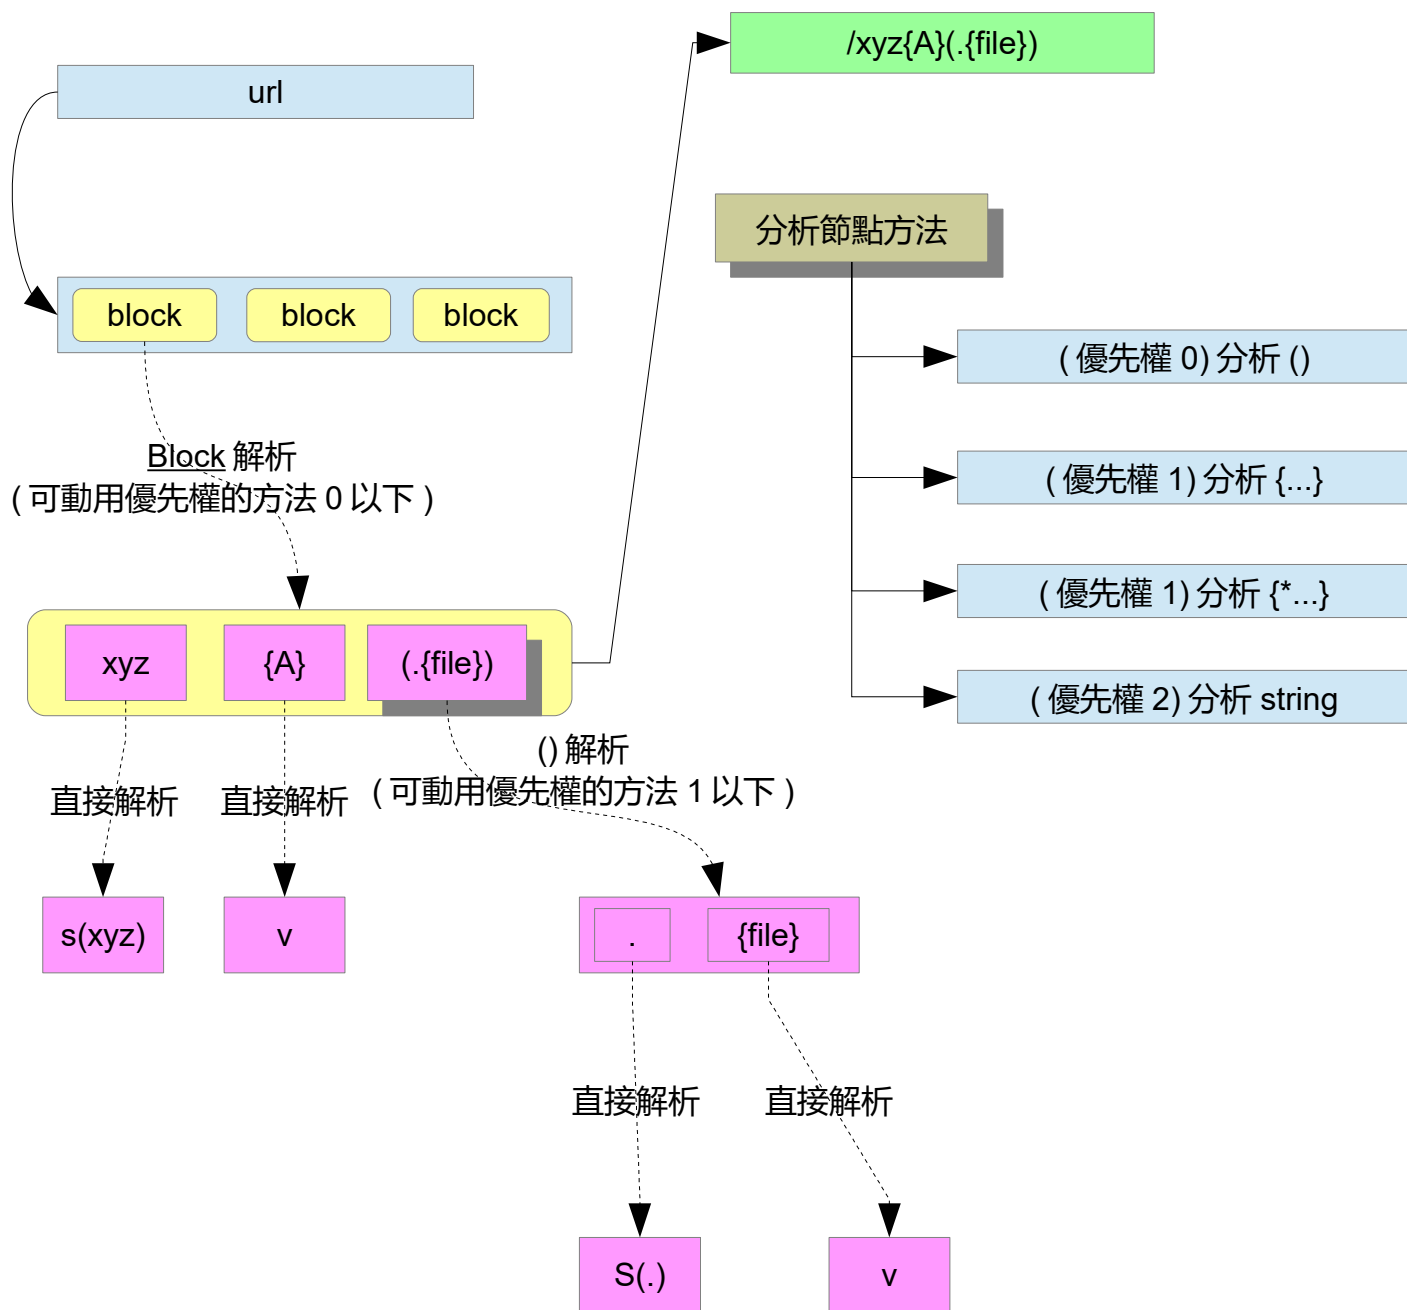 /xyz{A}(.{file})
url
分析節點方法
block
block
block
(優先權 0) 分析 ()
Block 解析
(可動用優先權的方法 0 以下)
(優先權 1) 分析 {...}
(優先權 1) 分析 {*...}
xyz
{A}
(.{file})
(優先權 2) 分析 string
() 解析
(可動用優先權的方法 1 以下)
直接解析
直接解析
s(xyz)
v
.
{file}
直接解析
直接解析
S(.)
v